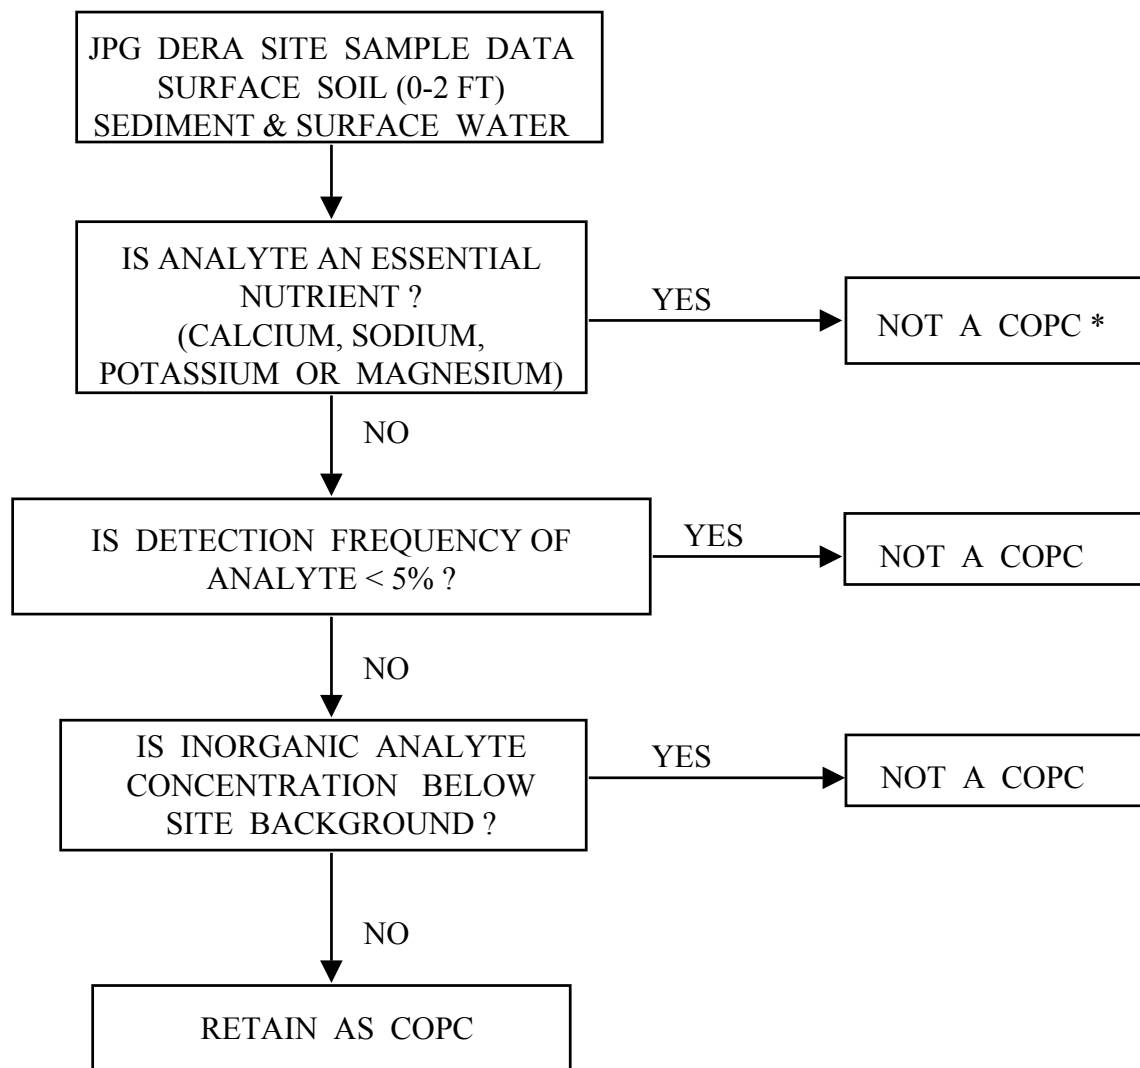 JPG DERA SITE SAMPLE DATA
SURFACE SOIL (0-2 FT)
SEDIMENT & SURFACE WATER
IS ANALYTE AN ESSENTIAL
NUTRIENT ?
(CALCIUM, SODIUM,
POTASSIUM OR MAGNESIUM)
YES
NOT A COPC *
NO
IS DETECTION FREQUENCY OF
ANALYTE < 5% ?
YES
NOT A COPC
NO
IS INORGANIC ANALYTE
CONCENTRATION BELOW
SITE BACKGROUND ?
YES
NOT A COPC
NO
RETAIN AS COPC